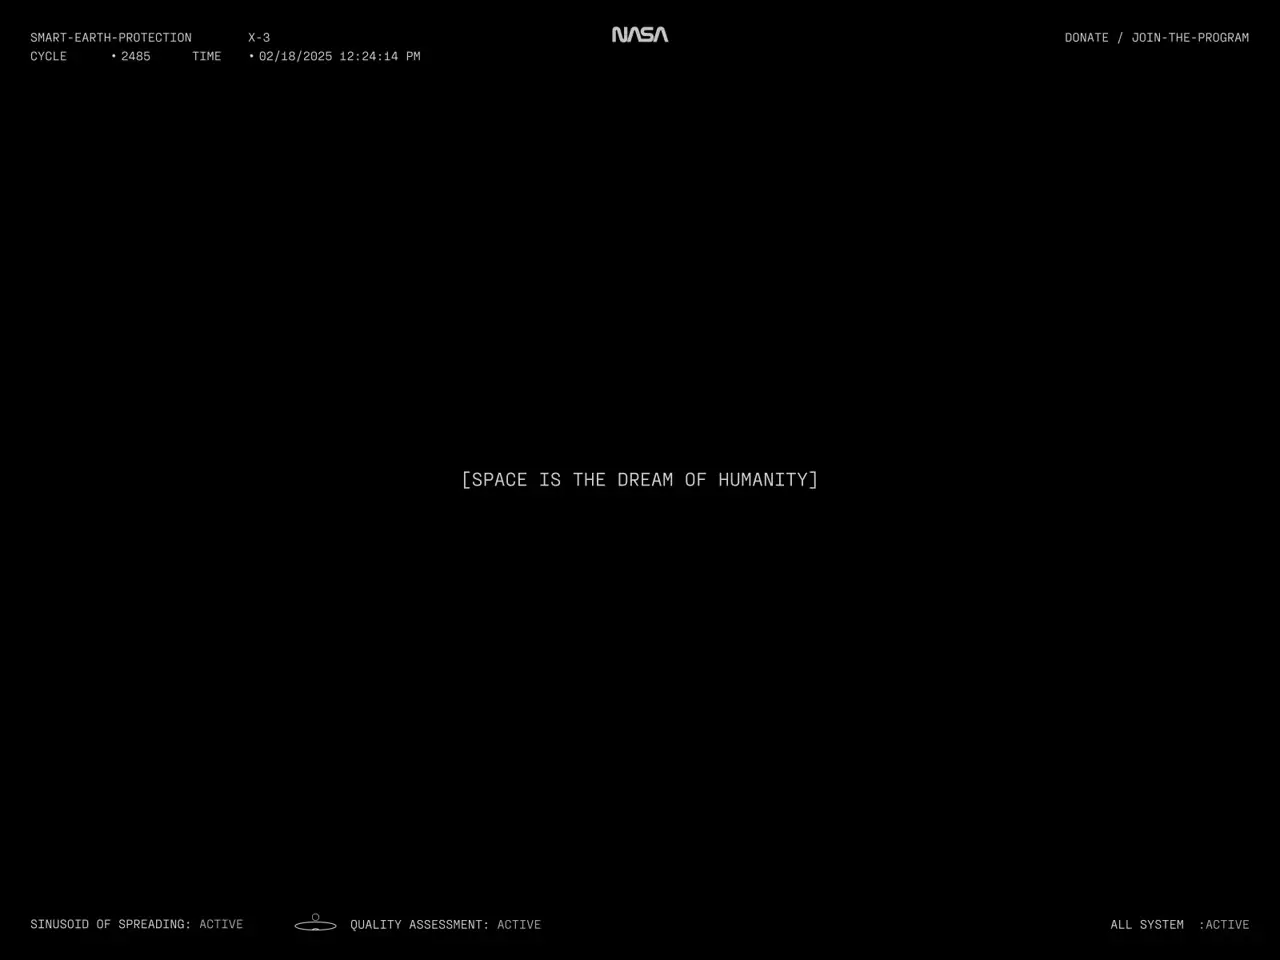 SMART-EARTH-PROTECTION X-3
CYCLE • 2485 TIME • 02/18/2025 12:24:14 PM
NASA
DONATE / JOIN-THE-PROGRAM
[SPACE IS THE DREAM OF HUMANITY]
SINUSOID OF SPREADING: ACTIVE
QUALITY ASSESSMENT: ACTIVE
ALL SYSTEM :ACTIVE